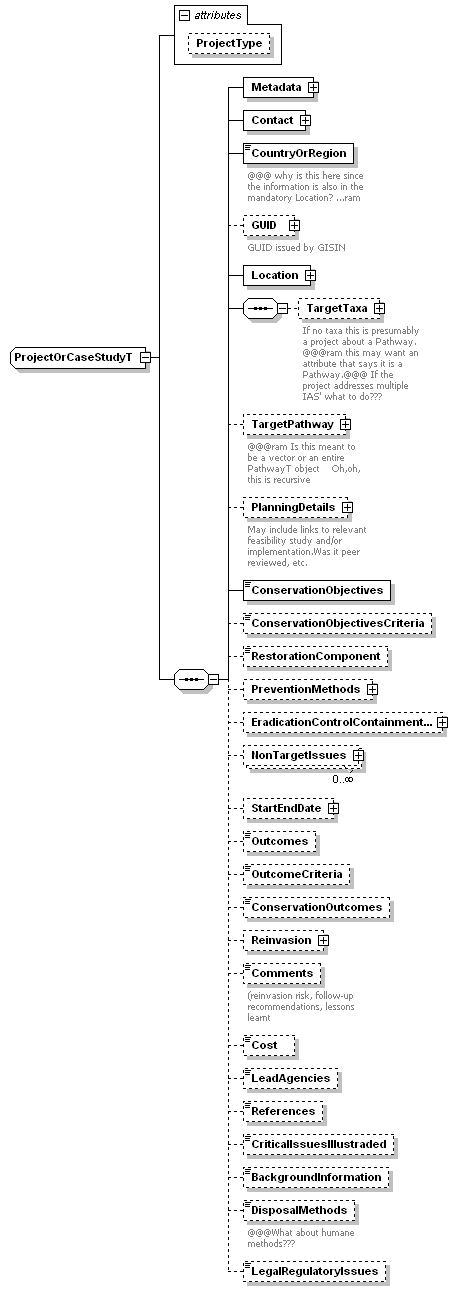 attributes
ProjectType
Metadata
Contact
CountryOrRegion
@@@ why is this here since
the information is also in the
mandatory Location? ...ram
GUID
GUID issued by GISIN
Location
TargetTaxa
If no taxa this is presumably
a project about a Pathway.
@@@ram this may want an
attribute that says it is a
Pathway.@@@ If the
project addresses multiple
IAS' what to do???
ProjectOrCaseStudyT
TargetPathway
@@@ram Is this meant to
be a vector or an entire
PathwayT object    Oh,oh,
this is recursive
PlanningDetails
May include links to relevant
feasibility study and/or
implementation.Was it peer
reviewed, etc.
ConservationObjectives
ConservationObjectivesCriteria
RestorationComponent
PreventionMethods
EradicationControlContainment...
NonTargetIssues
0..∞
StartEndDate
Outcomes
OutcomeCriteria
ConservationOutcomes
Reinvasion
Comments
(reinvasion risk, follow-up
recommendations, lessons
learnt
Cost
LeadAgencies
References
CriticalIssuesIllustraded
BackgroundInformation
DisposalMethods
@@@What about humane
methods???
LegalRegulatoryIssues